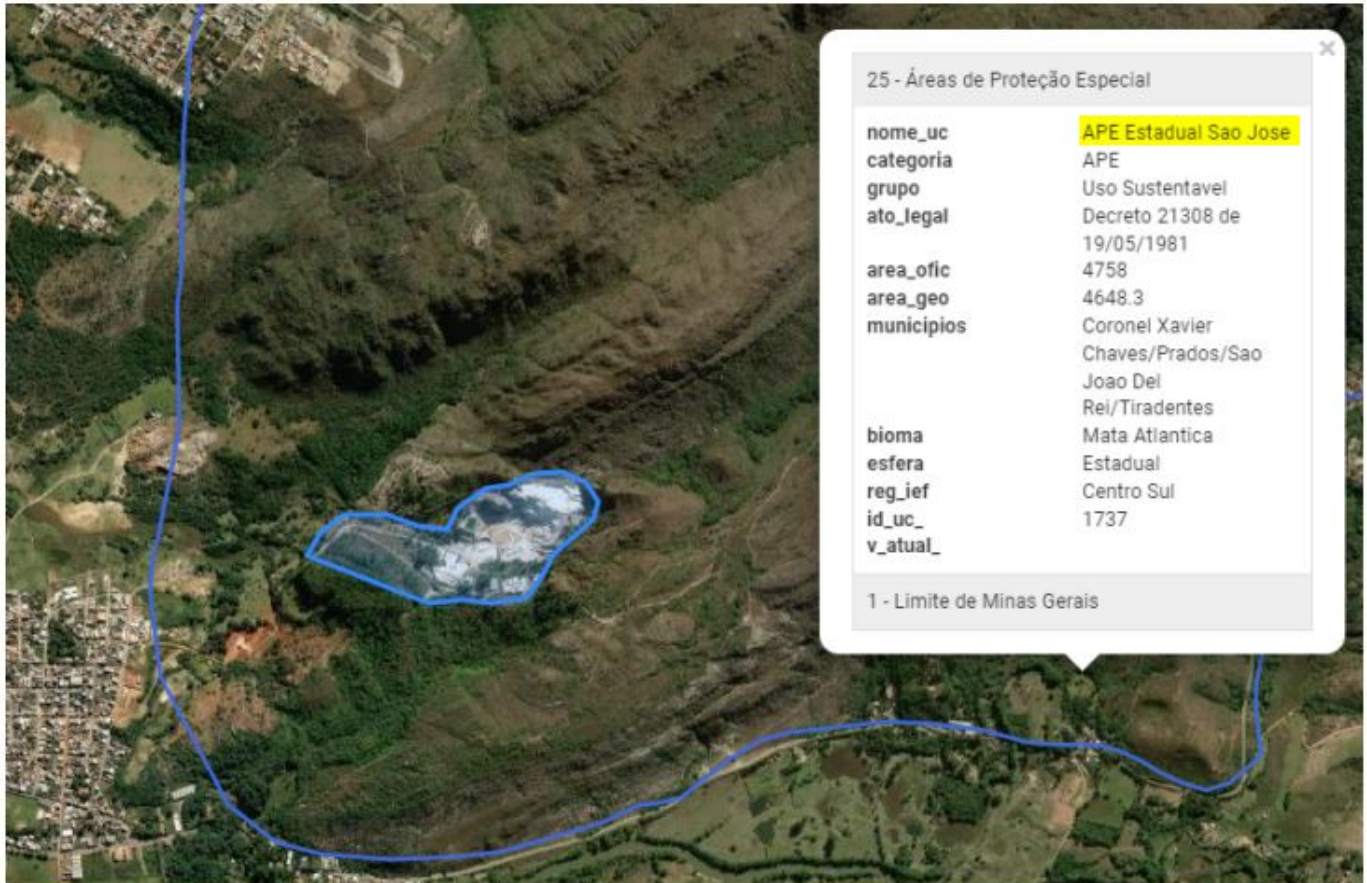 ×
25 - Áreas de Proteção Especial
nome_uc APE Estadual Sao Jose
categoria APE
grupo Uso Sustentavel
ato_legal Decreto 21308 de
19/05/1981
area_ofic 4758
area_geo 4648.3
municipios Coronel Xavier
Chaves/Prados/Sao
Joao Del
Rei/Tiradentes
bioma Mata Atlantica
esfera Estadual
reg_ief Centro Sul
id_uc_ 1737
v_atual_
1 - Limite de Minas Gerais